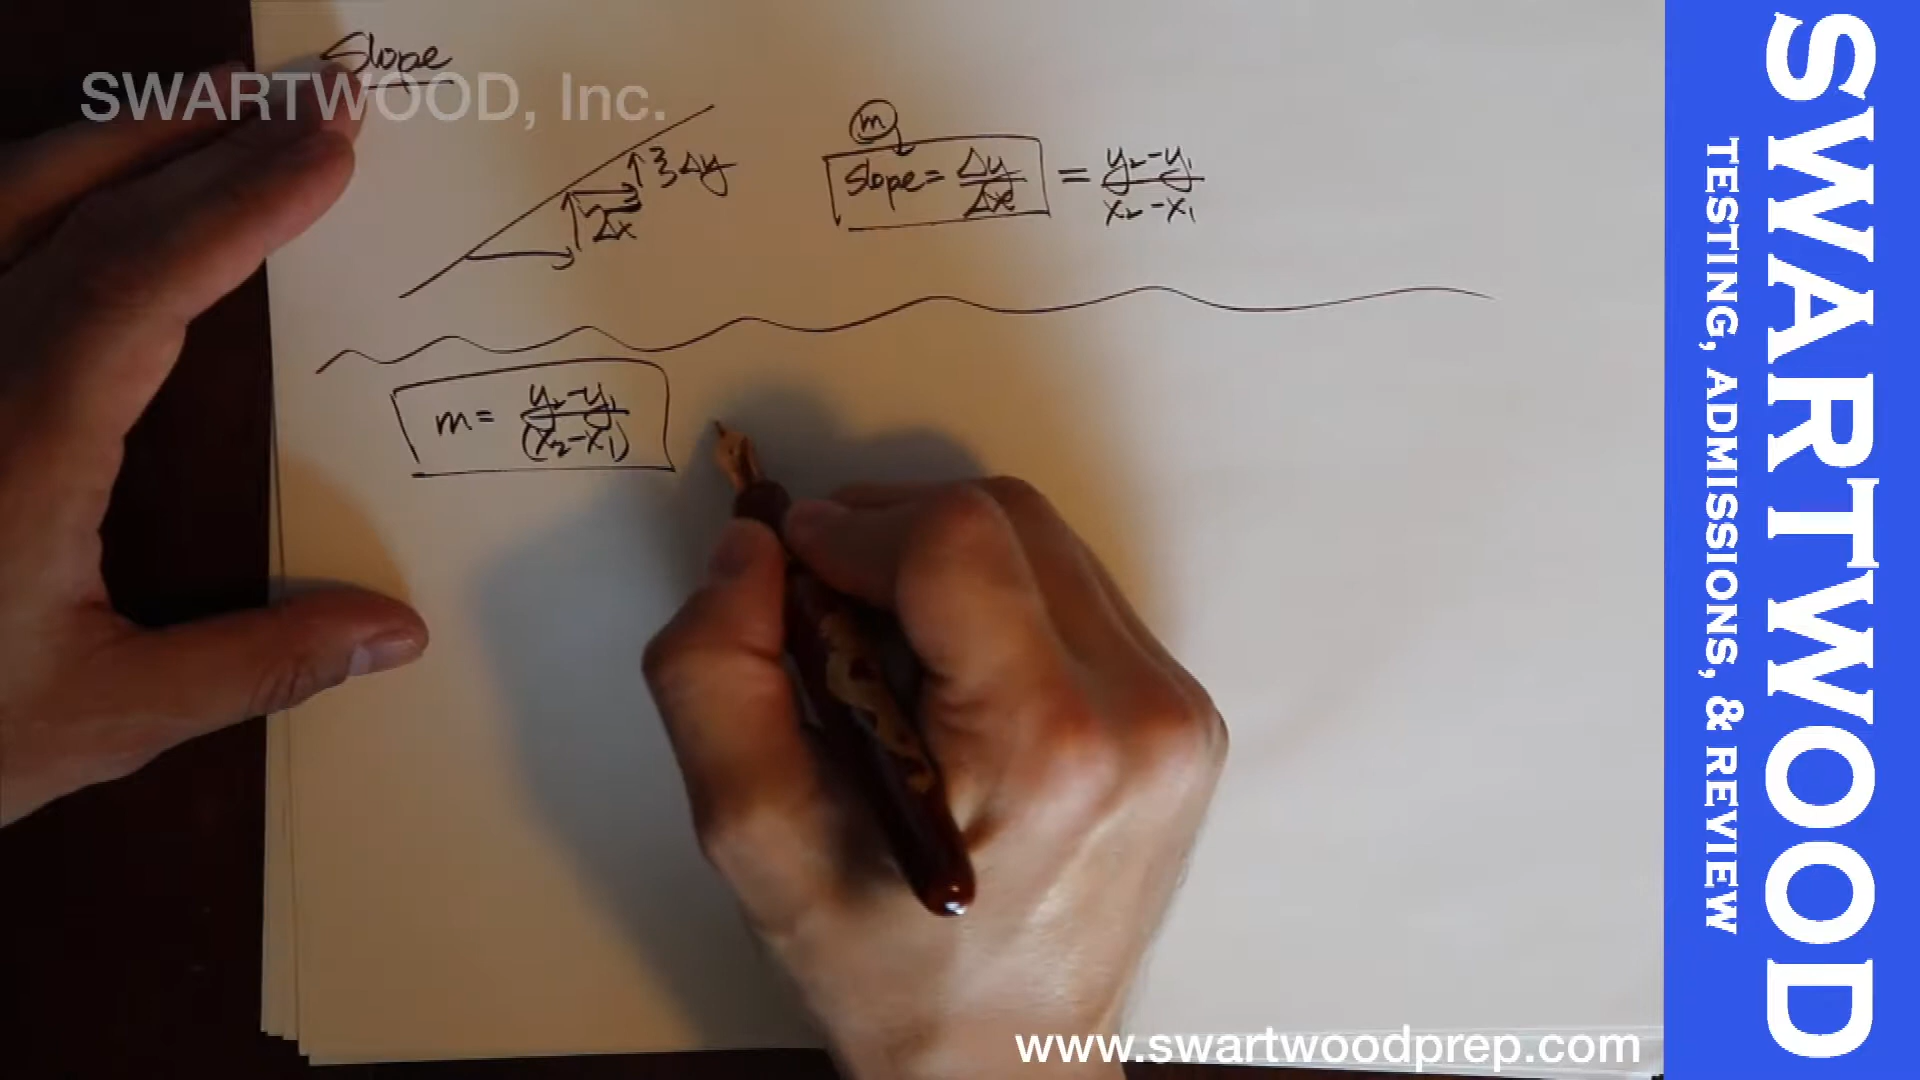 Slope
SWARTWOOD, Inc.
Δy
Δx
m
Slope = Δy/Δx = y₂-y₁/x₂-x₁
m = y₂-y₁/(x₂-x₁)
www.swartwoodprep.com
SWARTWOOD
TESTING, ADMISSIONS, & REVIEW